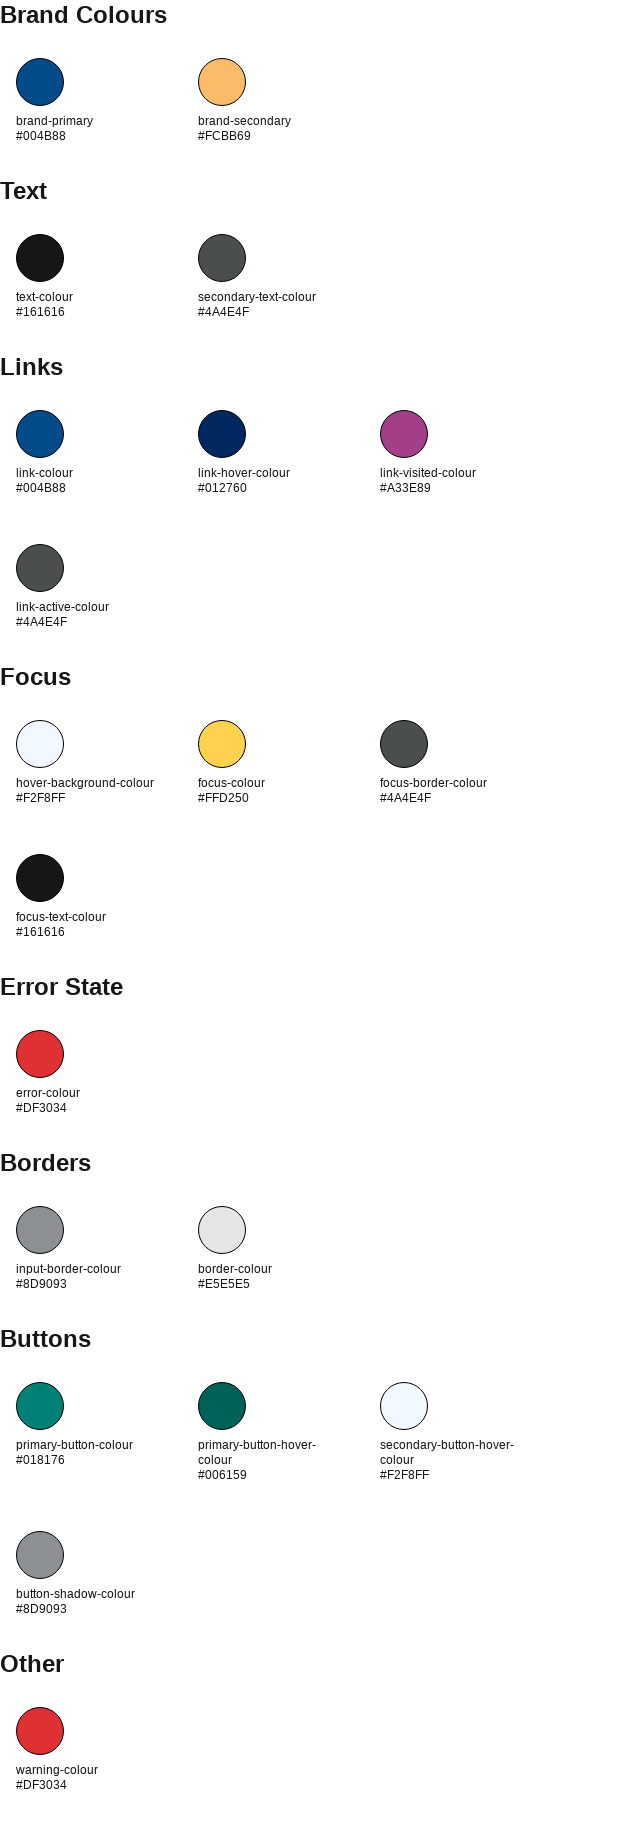 Brand Colours
brand-primary
#004B88
brand-secondary
#FCBB69
Text
text-colour
#161616
secondary-text-colour
#4A4E4F
Links
link-colour
#004B88
link-hover-colour
#012760
link-visited-colour
#A33E89
link-active-colour
#4A4E4F
Focus
hover-background-colour
#F2F8FF
focus-colour
#FFD250
focus-border-colour
#4A4E4F
focus-text-colour
#161616
Error State
error-colour
#DF3034
Borders
input-border-colour
#8D9093
border-colour
#E5E5E5
Buttons
primary-button-colour
#018176
primary-button-hover-
colour
#006159
secondary-button-hover-
colour
#F2F8FF
button-shadow-colour
#8D9093
Other
warning-colour
#DF3034